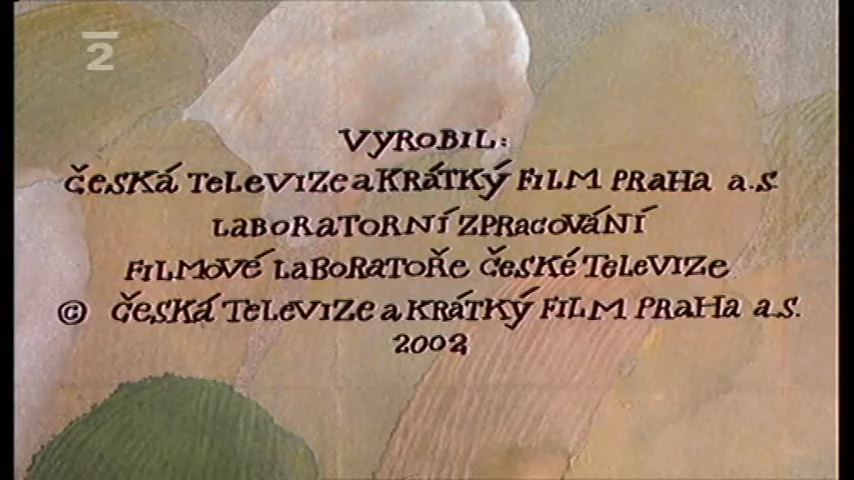 2
VYROBIL:
ČESKÁ TELEVIZE A KRÁTKÝ FILM PRAHA a.s.
LABORATORNÍ ZPRACOVÁNÍ
FILMOVÉ LABORATOŘE ČESKÉ TELEVIZE
© ČESKÁ TELEVIZE A KRÁTKÝ FILM PRAHA a.s.
2002